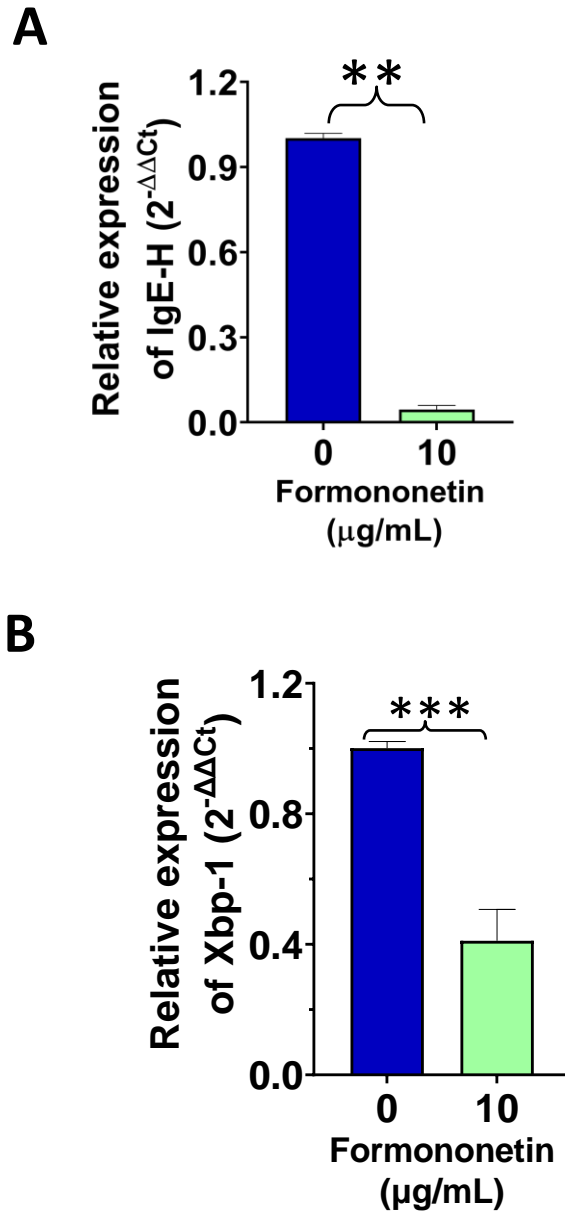 A
**
Relative expression
of IgE-H (2^-ΔΔCt)
1.2
0.9
0.6
0.3
0.0
0 10
Formononetin
(μg/mL)
B
***
Relative expression
of Xbp-1 (2^-ΔΔCt)
1.2
0.8
0.4
0.0
0 10
Formononetin
(μg/mL)